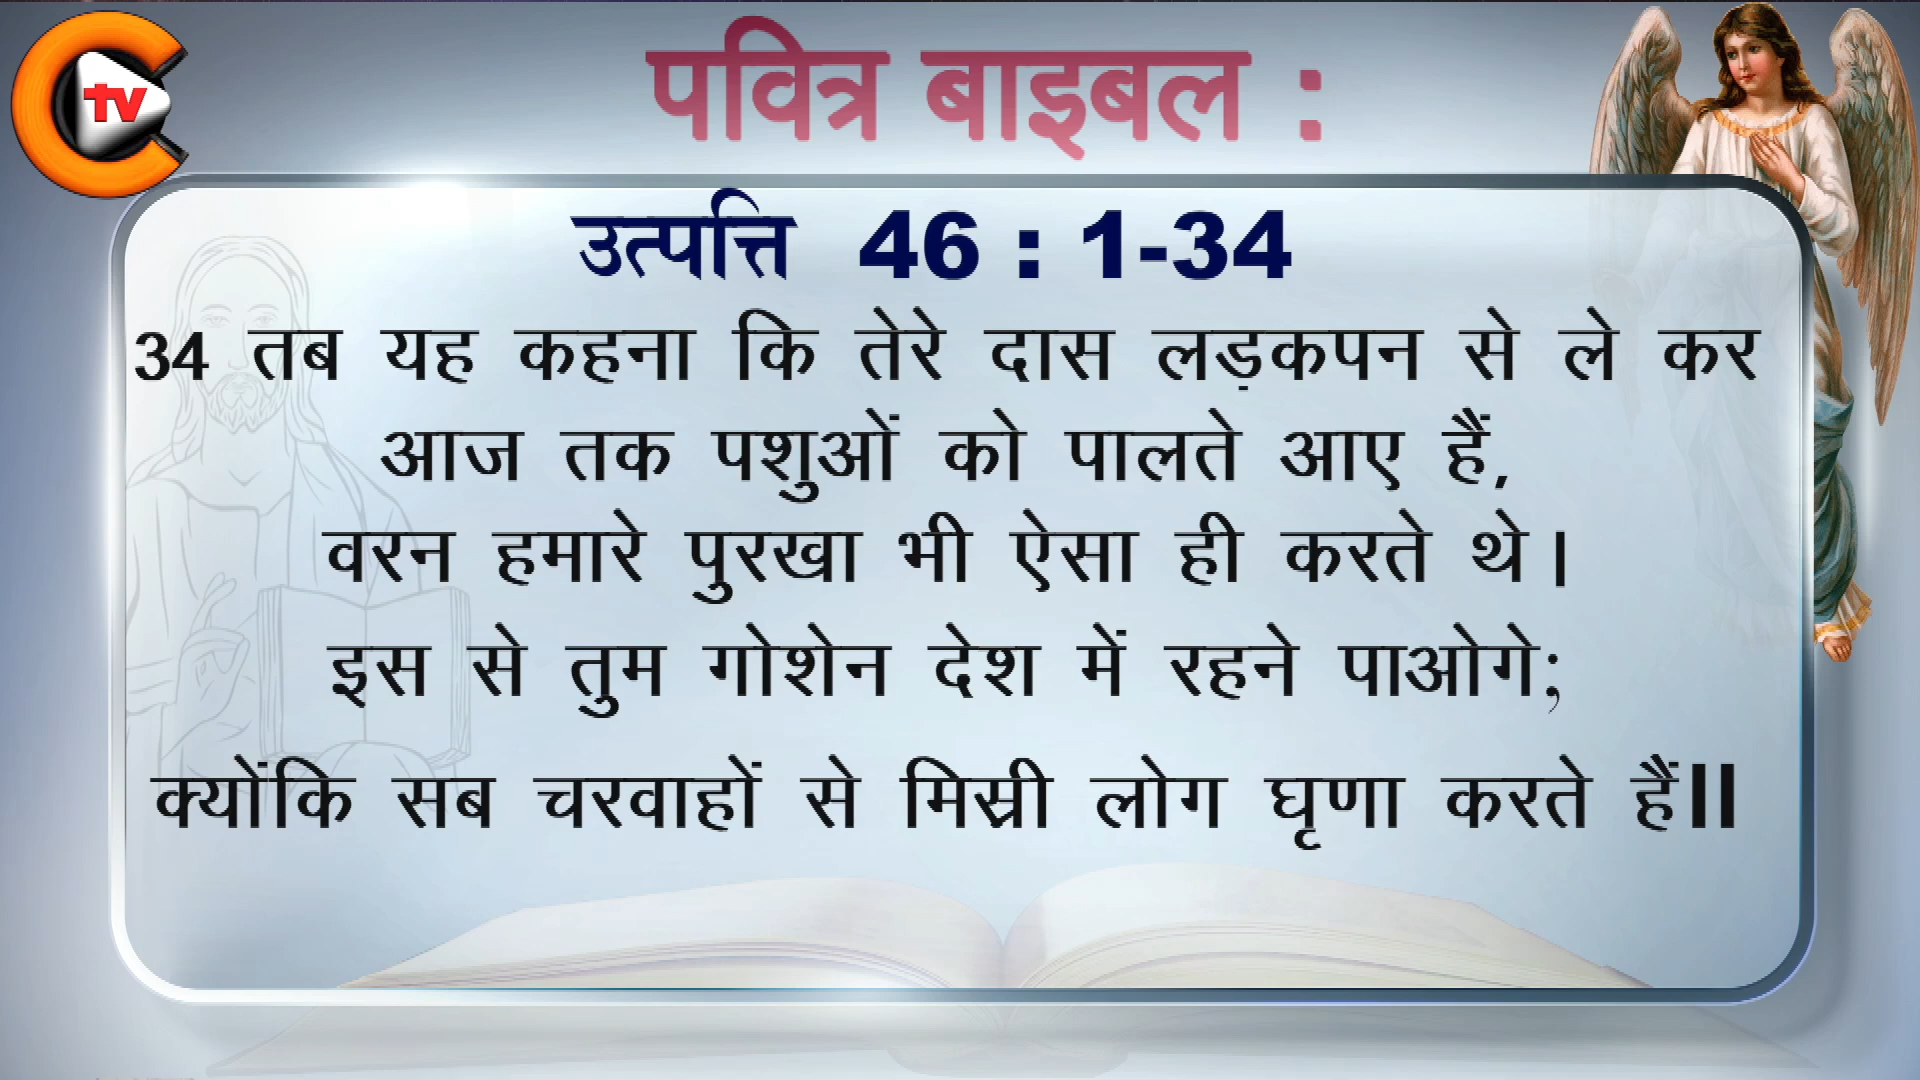 tv
पवित्र बाइबल :
उत्पत्ति 46 : 1-34
34 तब यह कहना कि तेरे दास लड़कपन से ले कर
आज तक पशुओं को पालते आए हैं,
वरन हमारे पुरखा भी ऐसा ही करते थे।
इस से तुम गोशेन देश में रहने पाओगे;
क्योंकि सब चरवाहों से मिस्री लोग घृणा करते हैं॥